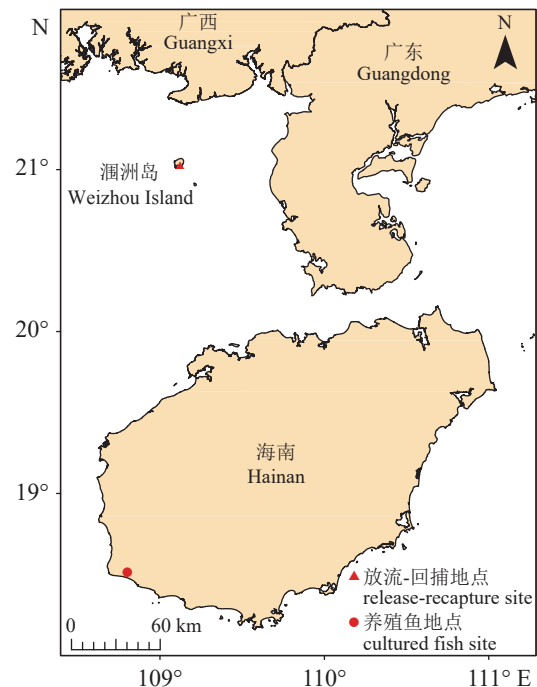 N
广西
Guangxi
广东
Guangdong
N
21°
涠洲岛
Weizhou Island
20°
海南
Hainan
19°
放流-回捕地点
release-recapture site
养殖鱼地点
cultured fish site
0 60 km
109° 110° 111° E